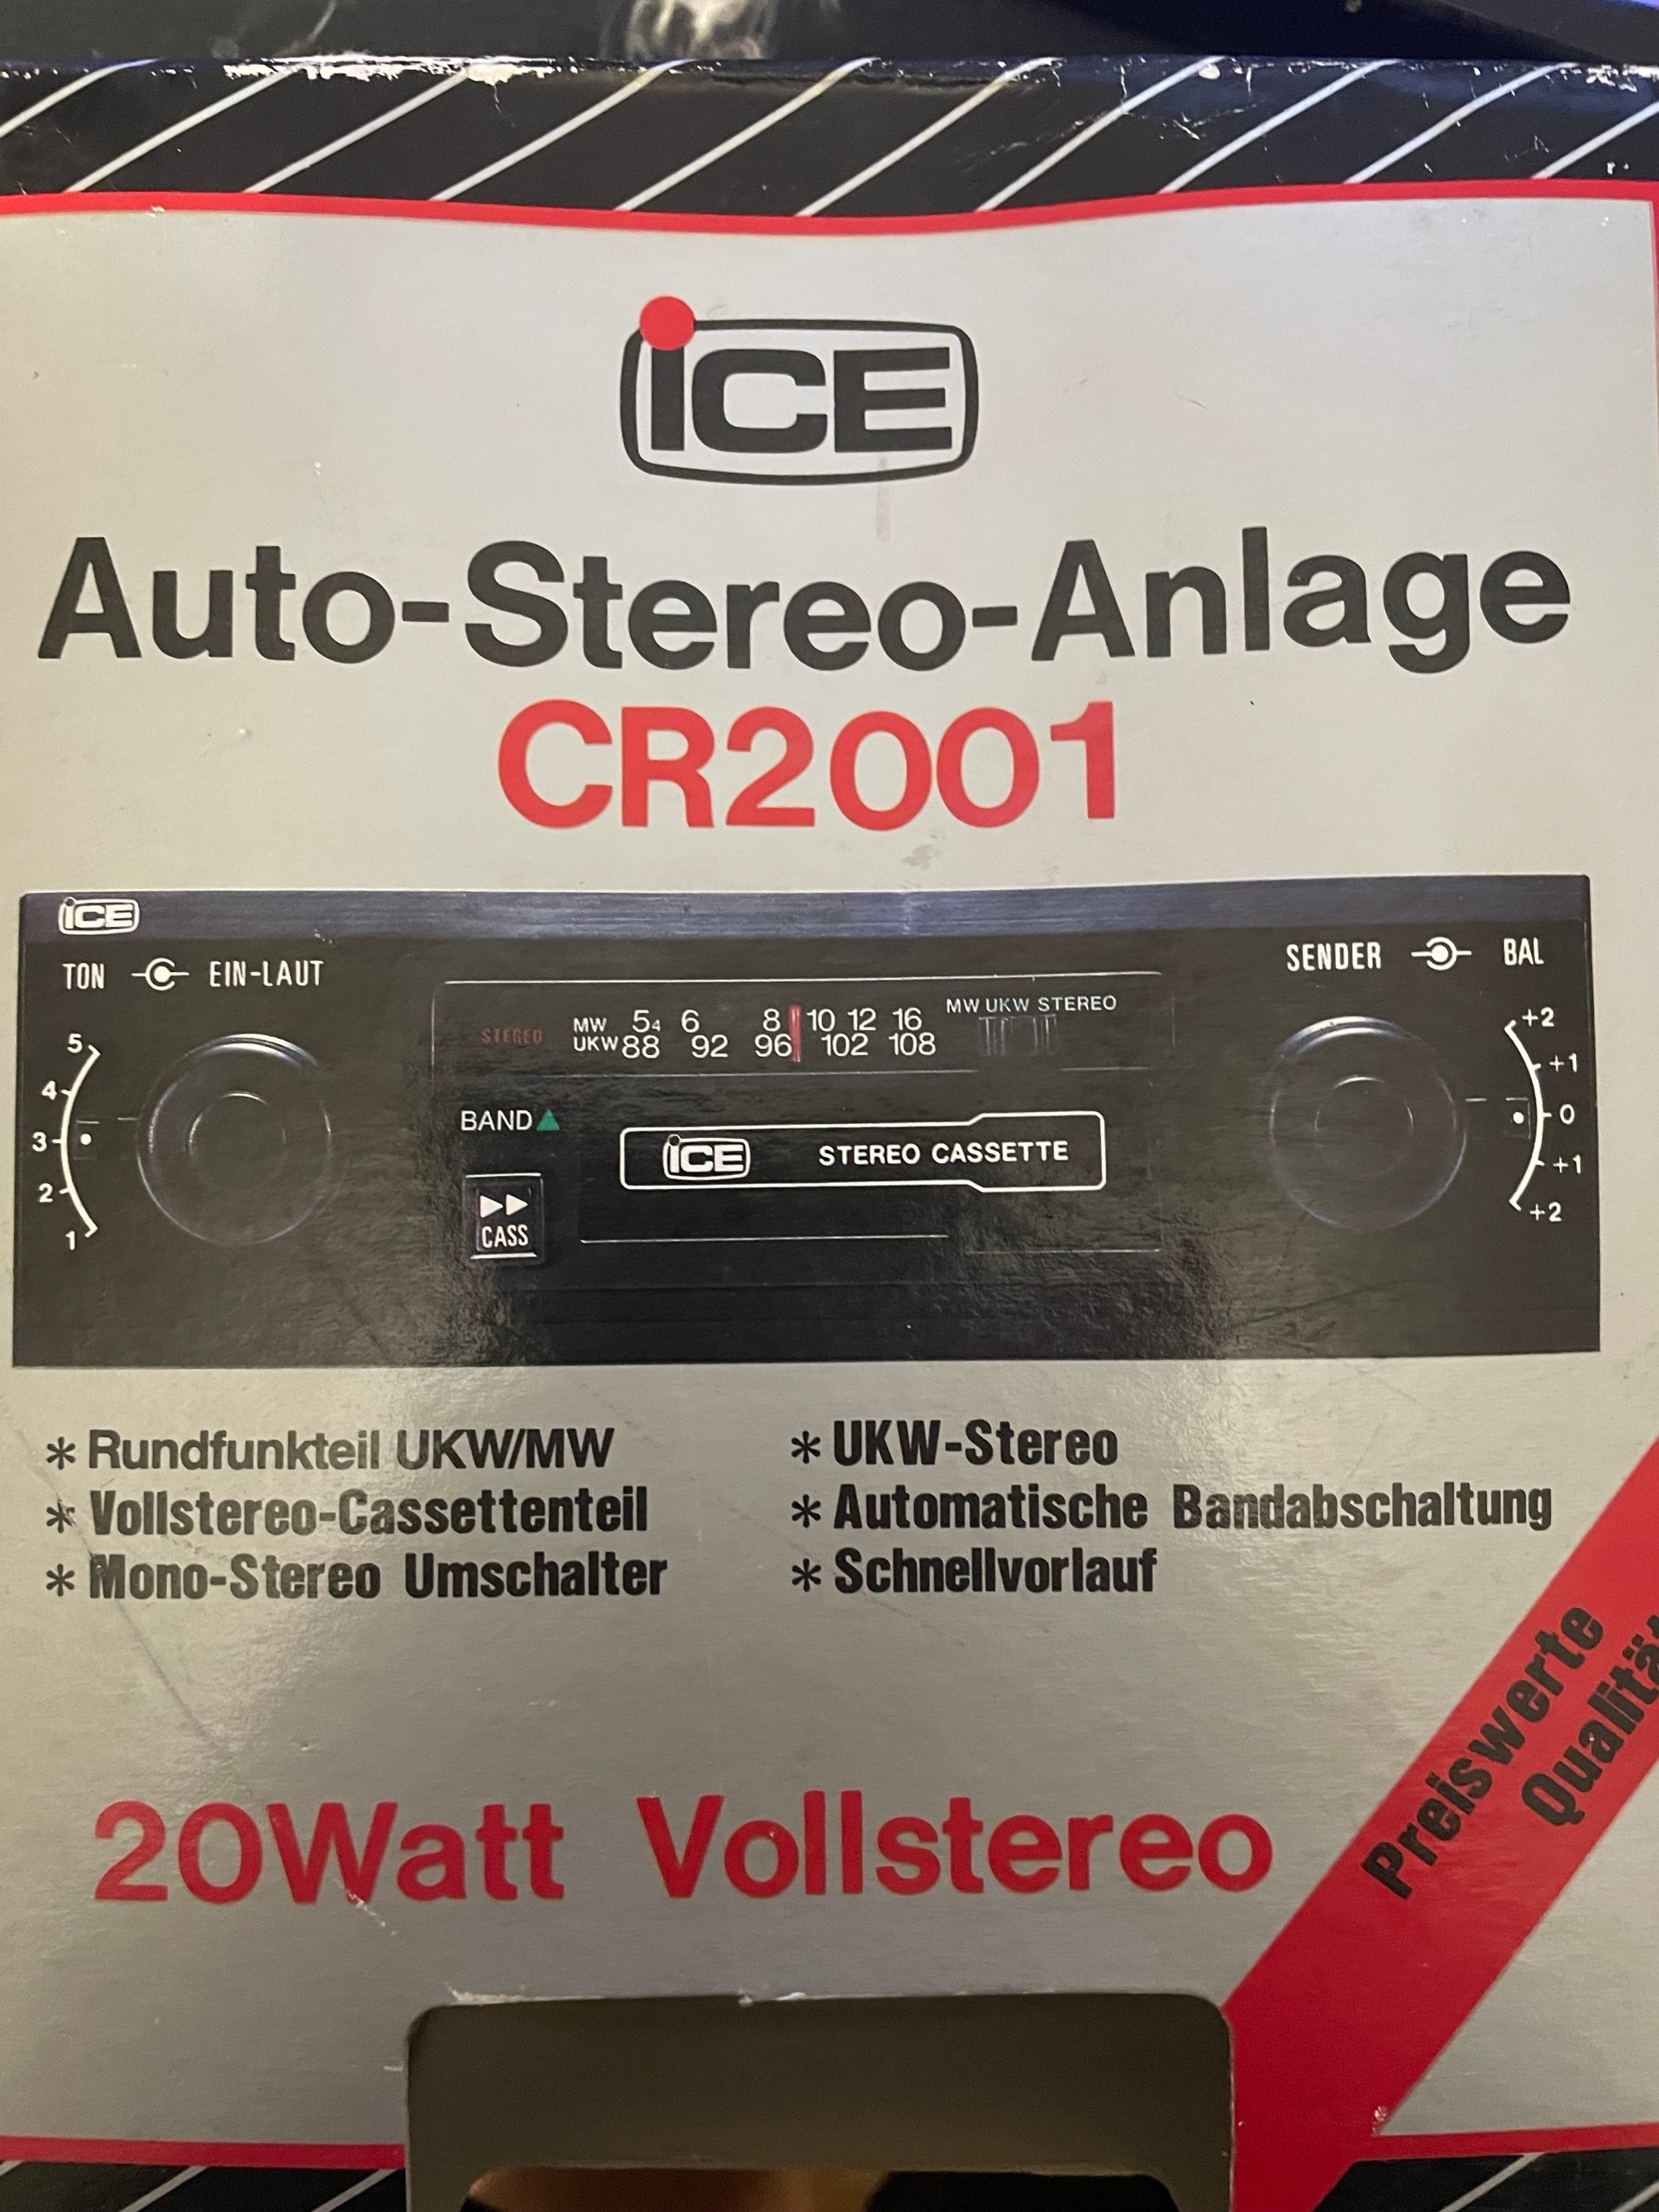 iCE
Auto-Stereo-Anlage
CR2001
iCE
TON EIN-LAUT
SENDER BAL
5
4
3
2
1
STEREO
MW 54 6 8 10 12 16
UKW 88 92 96 102 108
MW UKW STEREO
BAND
CASS
iCE STEREO CASSETTE
+2
+1
0
+1
+2
* Rundfunkteil UKW/MW
* Vollstereo-Cassettenteil
* Mono-Stereo Umschalter
* UKW-Stereo
* Automatische Bandabschaltung
* Schnellvorlauf
20Watt Vollstereo
Preiswerte
Qualität